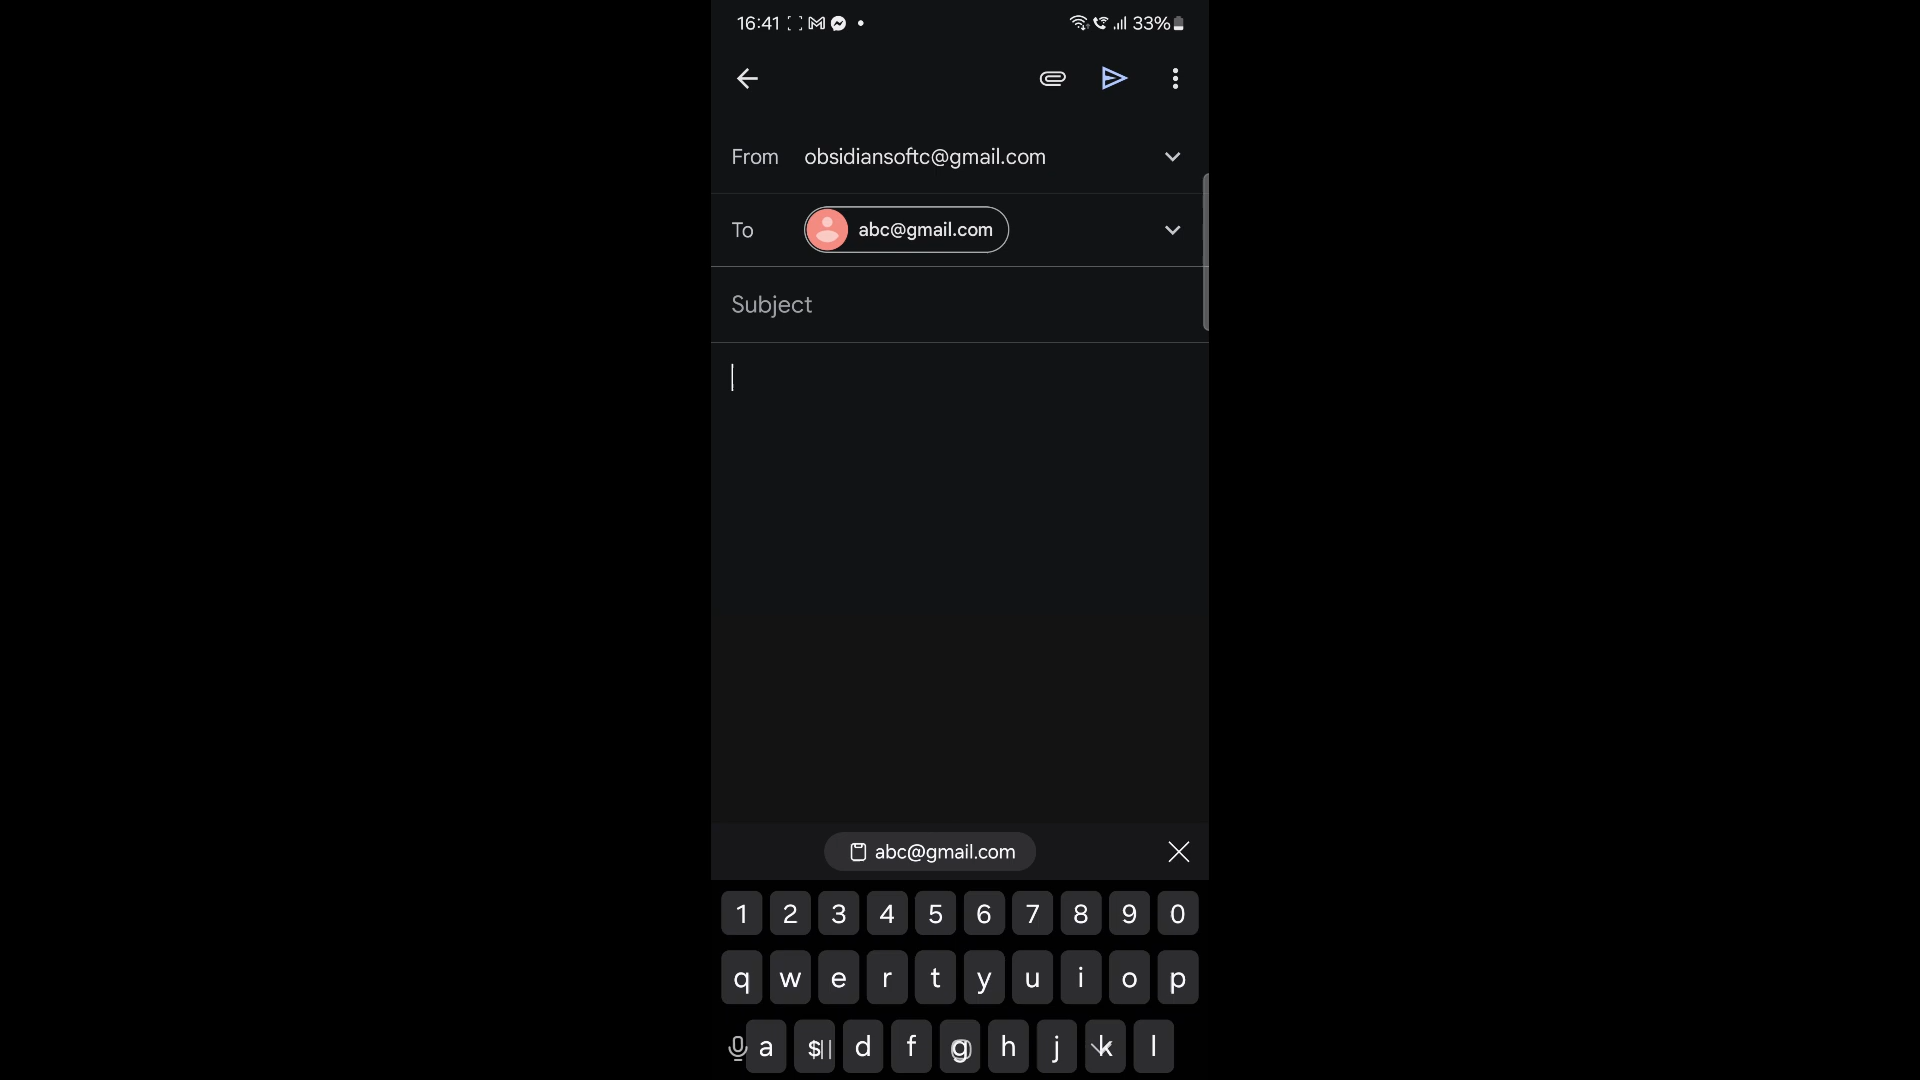 16:41 33%
From obsidiansoftc@gmail.com
To abc@gmail.com
Subject
abc@gmail.com
1 2 3 4 5 6 7 8 9 0
q w e r t y u i o p
a $ d f g h j k l